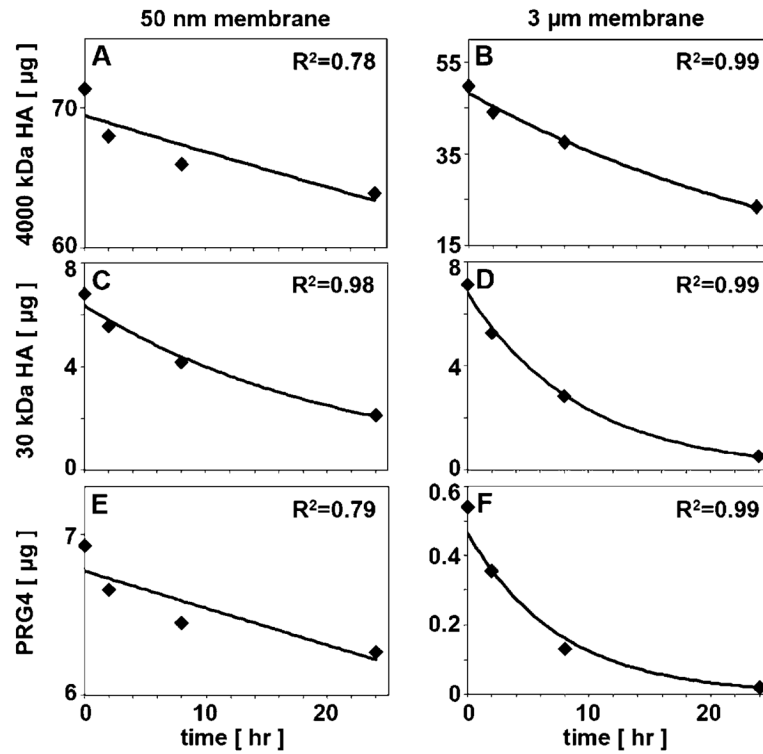 50 nm membrane
3 µm membrane
4000 kDa HA [ µg ]
A
R²=0.78
70
60
B
R²=0.99
55
35
15
30 kDa HA [ µg ]
C
R²=0.98
8
4
0
D
R²=0.99
8
4
0
PRG4 [ µg ]
E
R²=0.79
7
6
0
10
20
time [ hr ]
F
R²=0.99
0.6
0.4
0.2
0
0
10
20
time [ hr ]